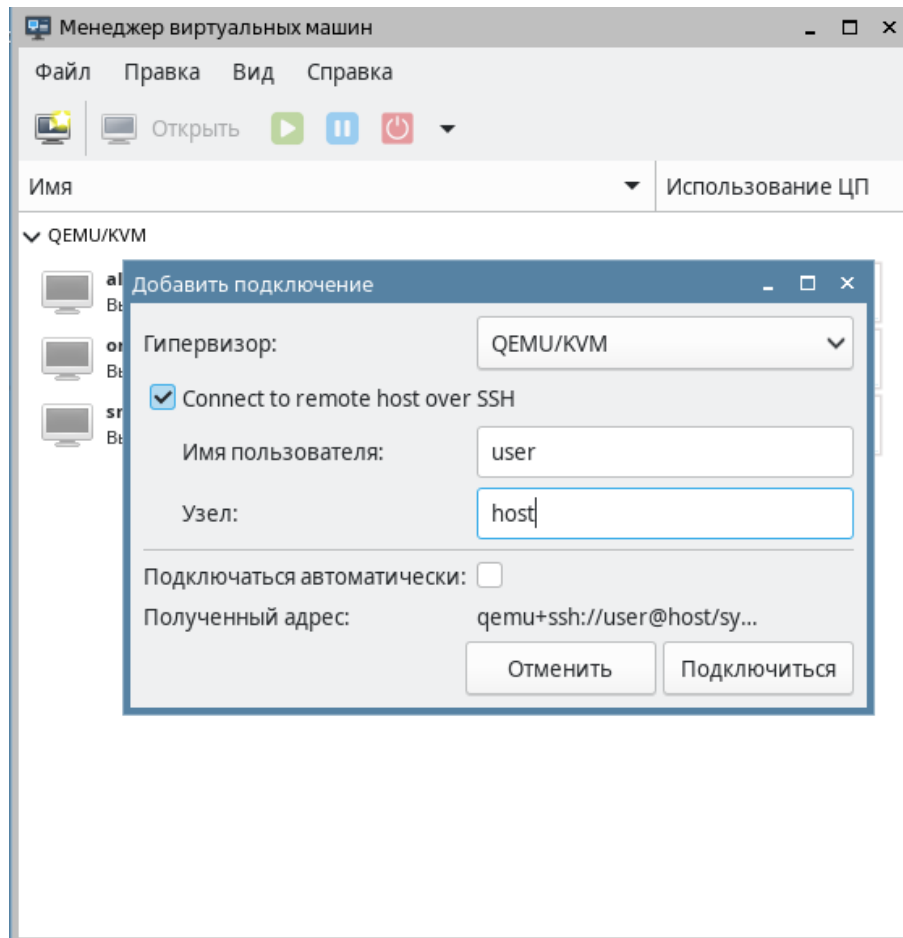 Менеджер виртуальных машин
Файл Правка Вид Справка
Открыть
Имя Использование ЦП
QEMU/KVM
Добавить подключение
Гипервизор: QEMU/KVM
Connect to remote host over SSH
Имя пользователя: user
Узел: host
Подключаться автоматически:
Полученный адрес: qemu+ssh://user@host/sy...
Отменить Подключиться